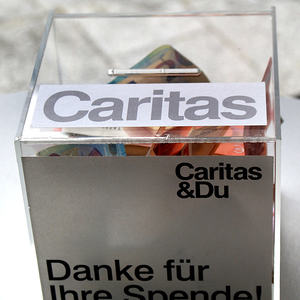 Caritas
Caritas
&Du
Danke für
Ihre Spende!